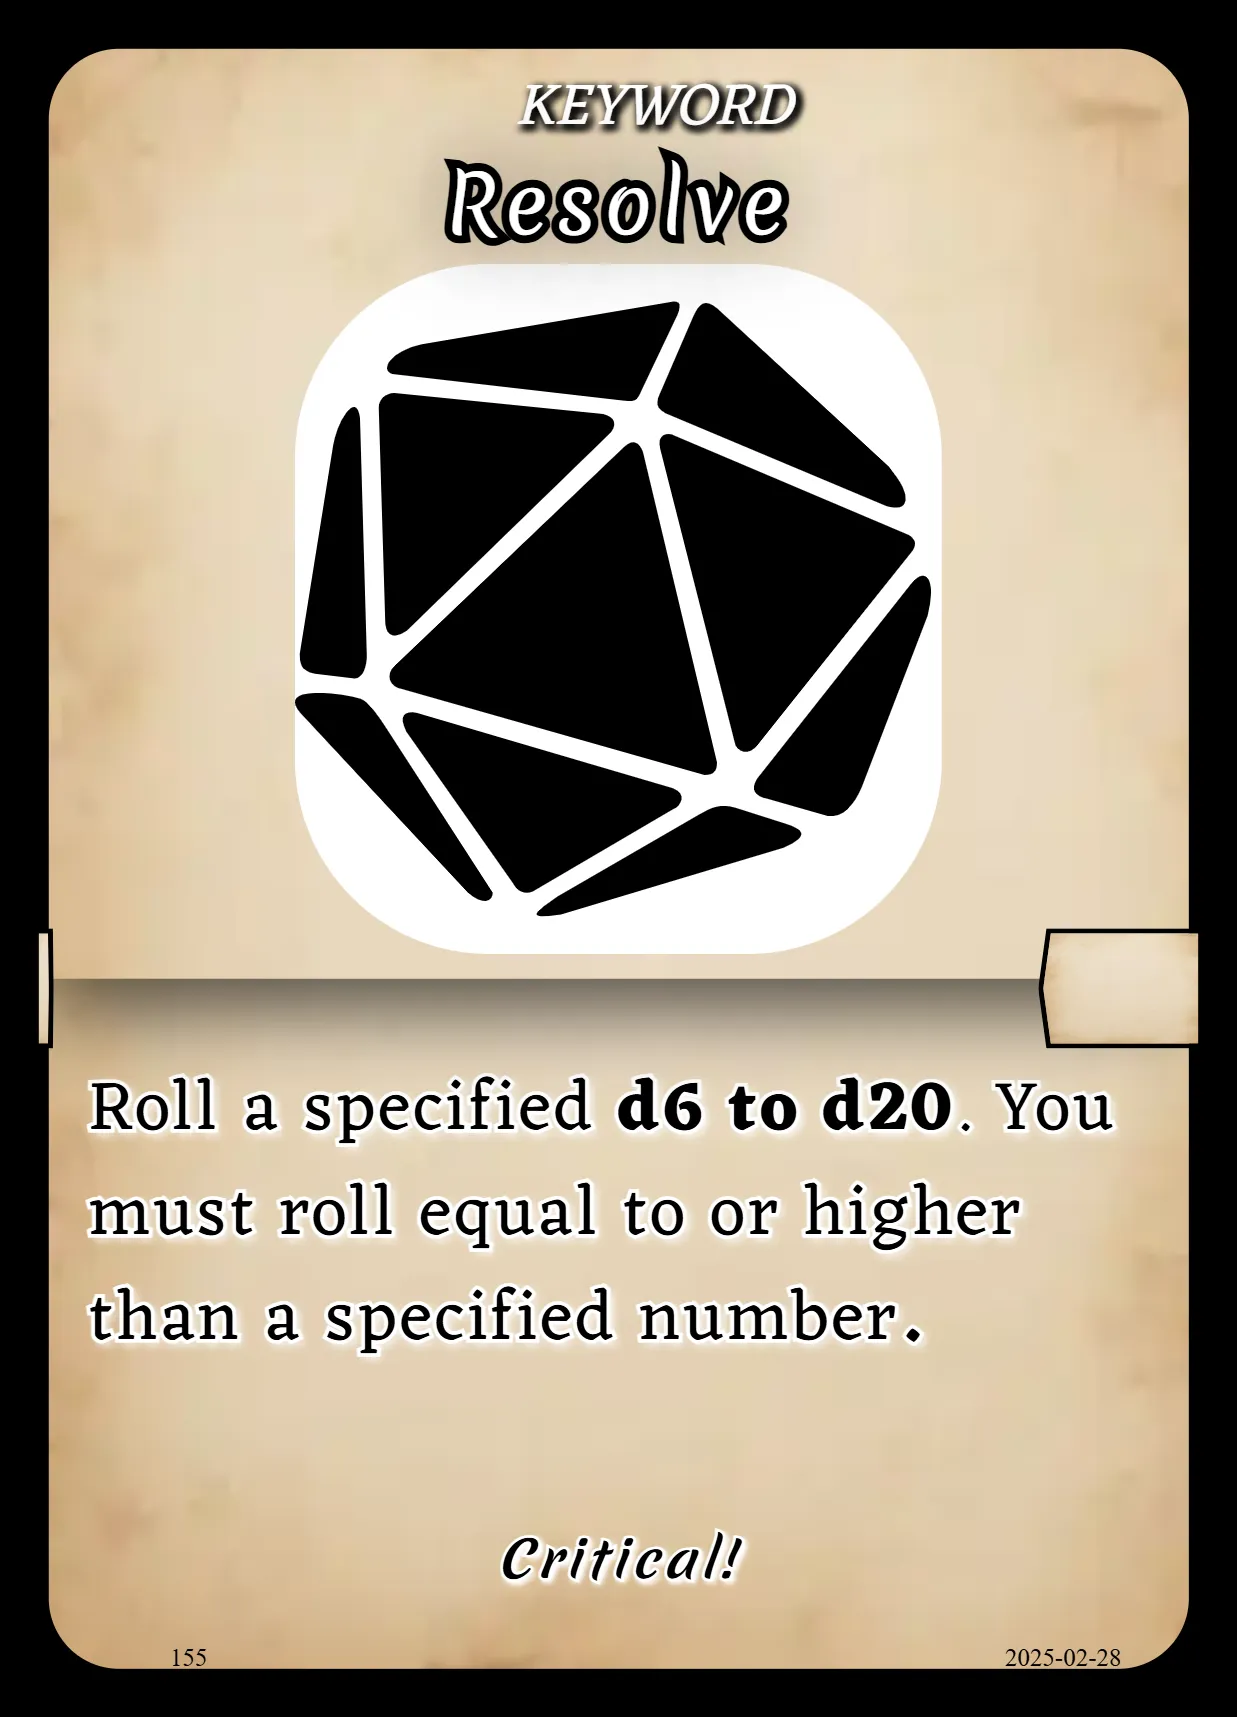 KEYWORD
Resolve
Roll a specified d6 to d20. You
must roll equal to or higher
than a specified number.
Critical!
155
2025-02-28